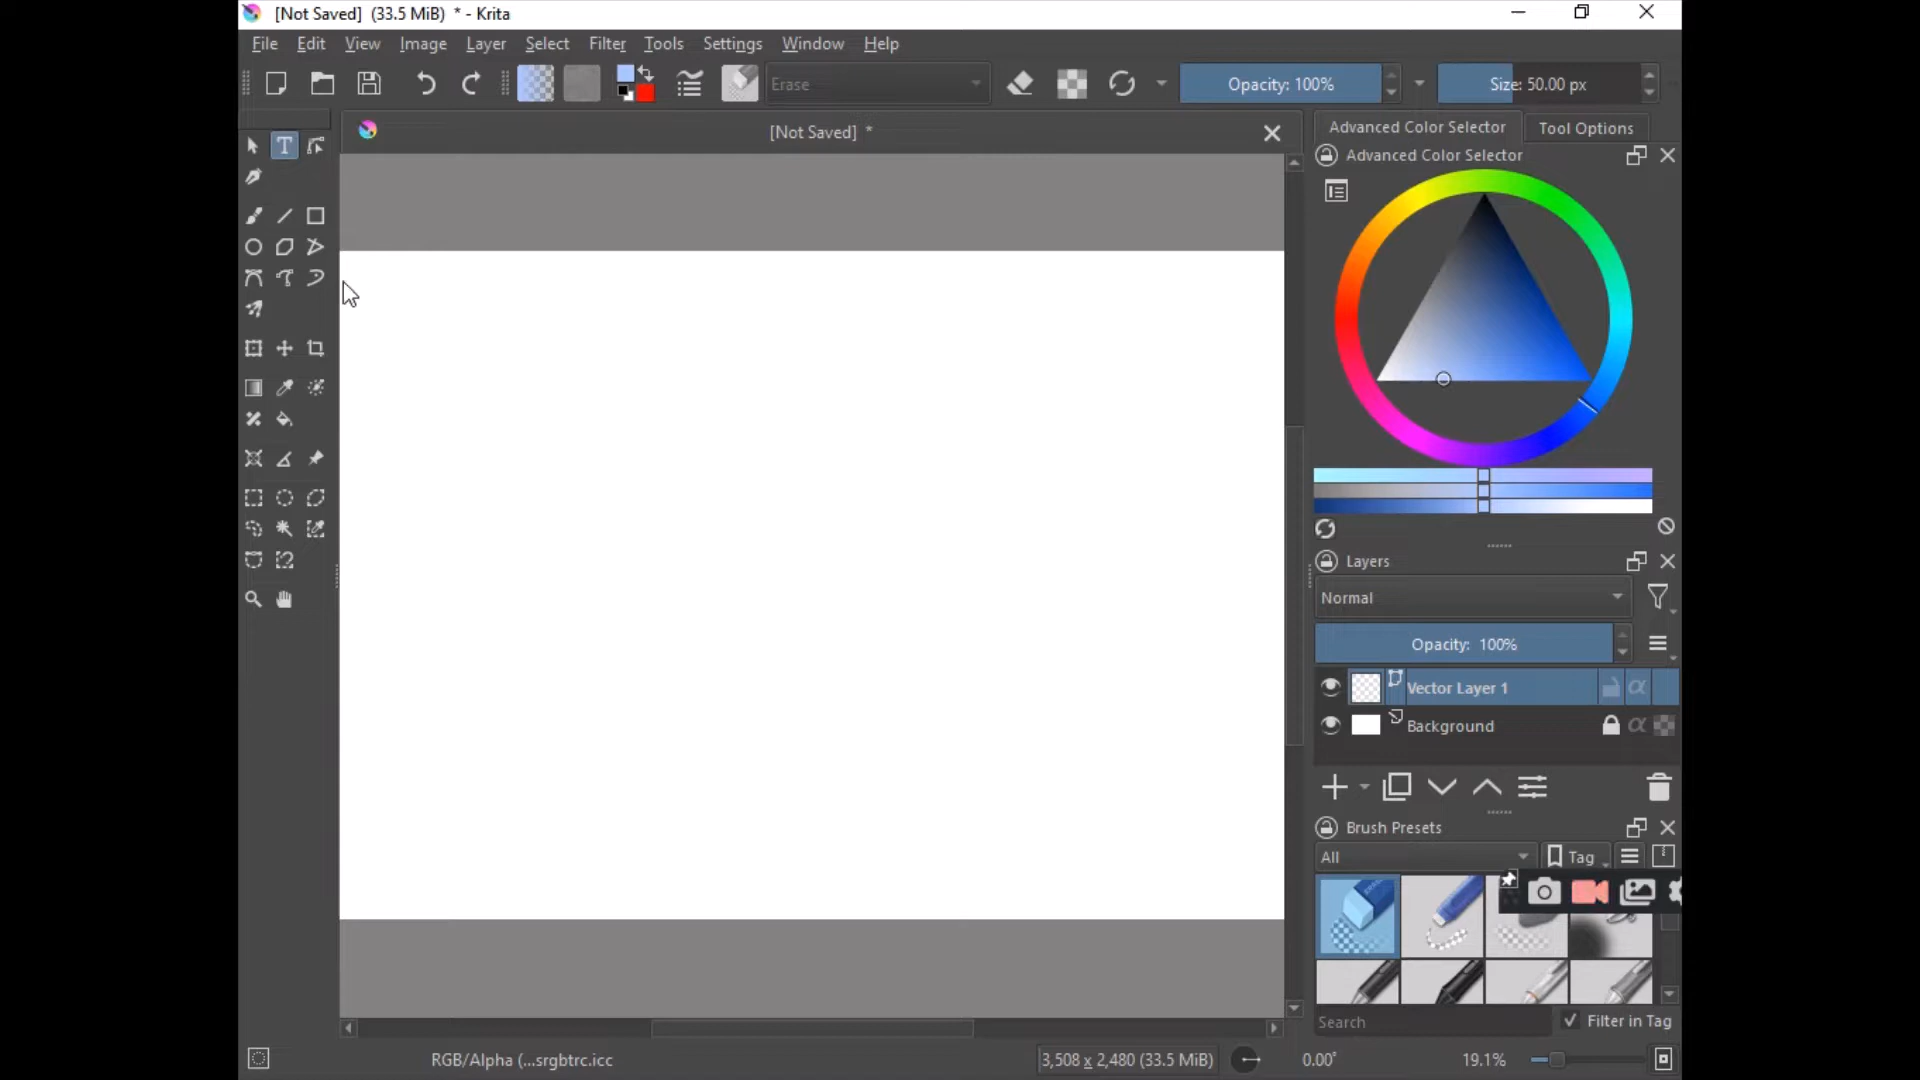 [Not Saved] (33.5 MiB) * - Krita
File Edit View Image Layer Select Filter Tools Settings Window Help
Erase
Opacity: 100%
Size: 50.00 px
[Not Saved] *
Advanced Color Selector
Tool Options
Advanced Color Selector
Layers
Normal
Opacity: 100%
Vector Layer 1
Background
Brush Presets
All
Tag
Search
Filter in Tag
RGB/Alpha (...srgbtrc.icc
3,508 x 2,480 (33.5 MiB)
0.00°
19.1%